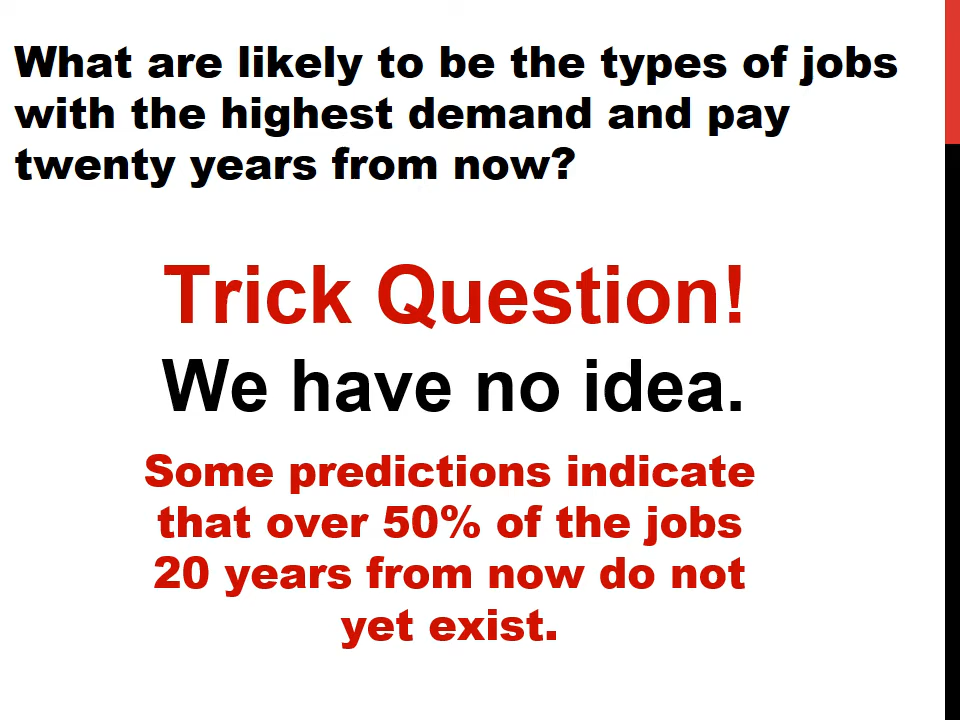 What are likely to be the types of jobs
with the highest demand and pay
twenty years from now?
Trick Question!
We have no idea.
Some predictions indicate
that over 50% of the jobs
20 years from now do not
yet exist.